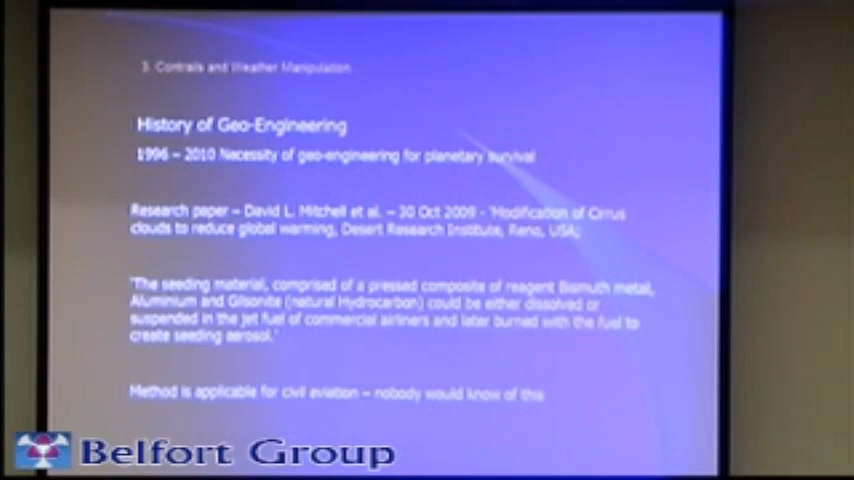 3. Contrails and Weather Manipulation
History of Geo-Engineering
1996 – 2010 Necessity of geo-engineering for planetary survival
Research paper – David L. Mitchell et al. – 30 Oct 2009 - 'Modification of Cirrus
clouds to reduce global warming, Desert Research Institute, Reno, USA;
'The seeding material, comprised of a pressed composite of reagent Bismuth metal,
Aluminium and Gilsonite (natural Hydrocarbon) could be either dissolved or
suspended in the jet fuel of commercial airliners and later burned with the fuel to
create seeding aerosol.'
Method is applicable for civil aviation – nobody would know of this
Belfort Group